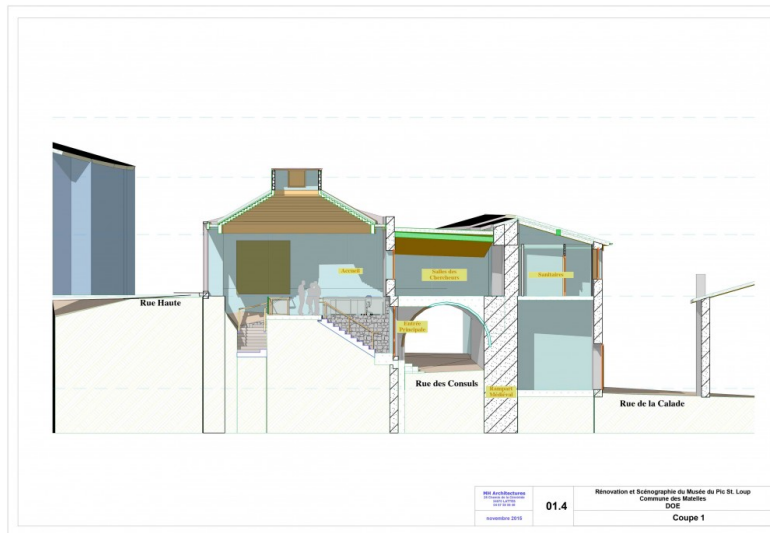 Accueil
Salles des
Chercheurs
Sanitaires
Rue Haute
Entrée
Principale
Rue des Consuls
Rempart
Médiéval
Rue de la Calade
MH Architectures
novembre 2015
01.4
Rénovation et Scénographie du Musée du Pic St. Loup
Commune des Matelles
DOE
Coupe 1